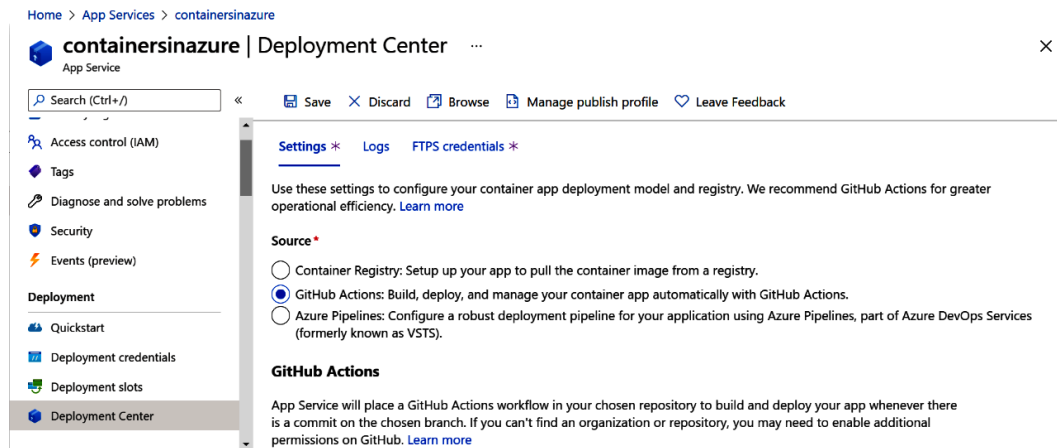 Home > App Services > containersinazure
containersinazure | Deployment Center ...
App Service
Search (Ctrl+/)
«
Save
Discard
Browse
Manage publish profile
Leave Feedback
Access control (IAM)
Tags
Diagnose and solve problems
Security
Events (preview)
Deployment
Quickstart
Deployment credentials
Deployment slots
Deployment Center
Settings *
Logs
FTPS credentials *
Use these settings to configure your container app deployment model and registry. We recommend GitHub Actions for greater
operational efficiency. Learn more
Source*
Container Registry: Setup up your app to pull the container image from a registry.
GitHub Actions: Build, deploy, and manage your container app automatically with GitHub Actions.
Azure Pipelines: Configure a robust deployment pipeline for your application using Azure Pipelines, part of Azure DevOps Services
(formerly known as VSTS).
GitHub Actions
App Service will place a GitHub Actions workflow in your chosen repository to build and deploy your app whenever there
is a commit on the chosen branch. If you can't find an organization or repository, you may need to enable additional
permissions on GitHub. Learn more